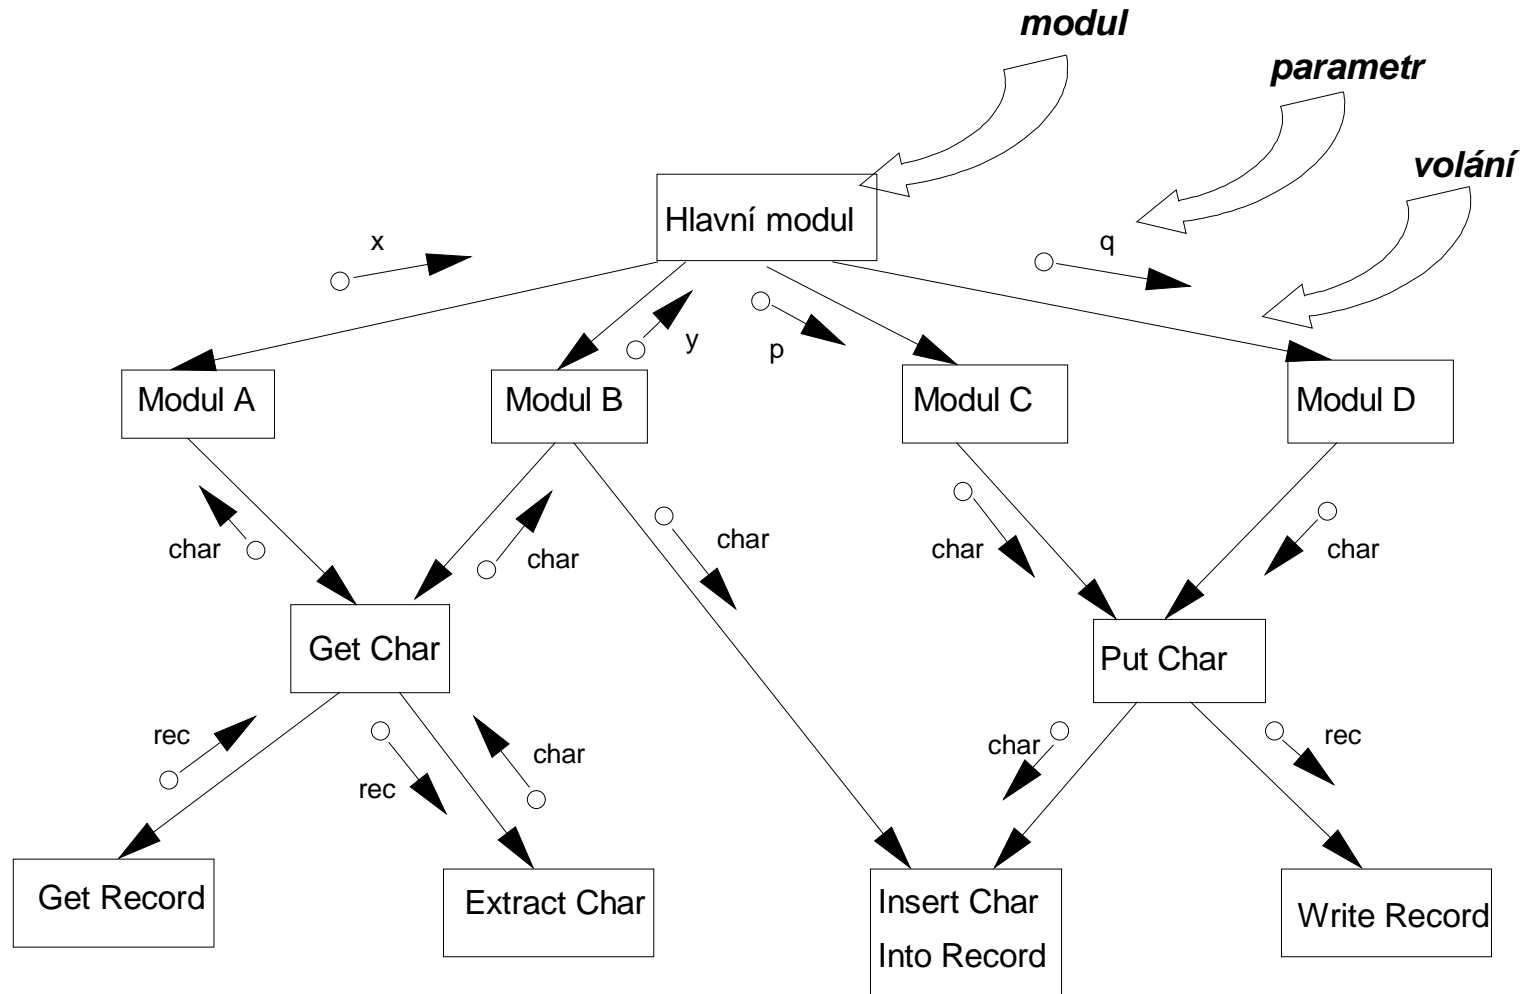 modul
parametr
volání
Hlavní modul
x
q
y
p
Modul A
Modul B
Modul C
Modul D
char
char
char
char
char
Get Char
Put Char
rec
rec
char
char
rec
Get Record
Extract Char
Insert Char
Into Record
Write Record